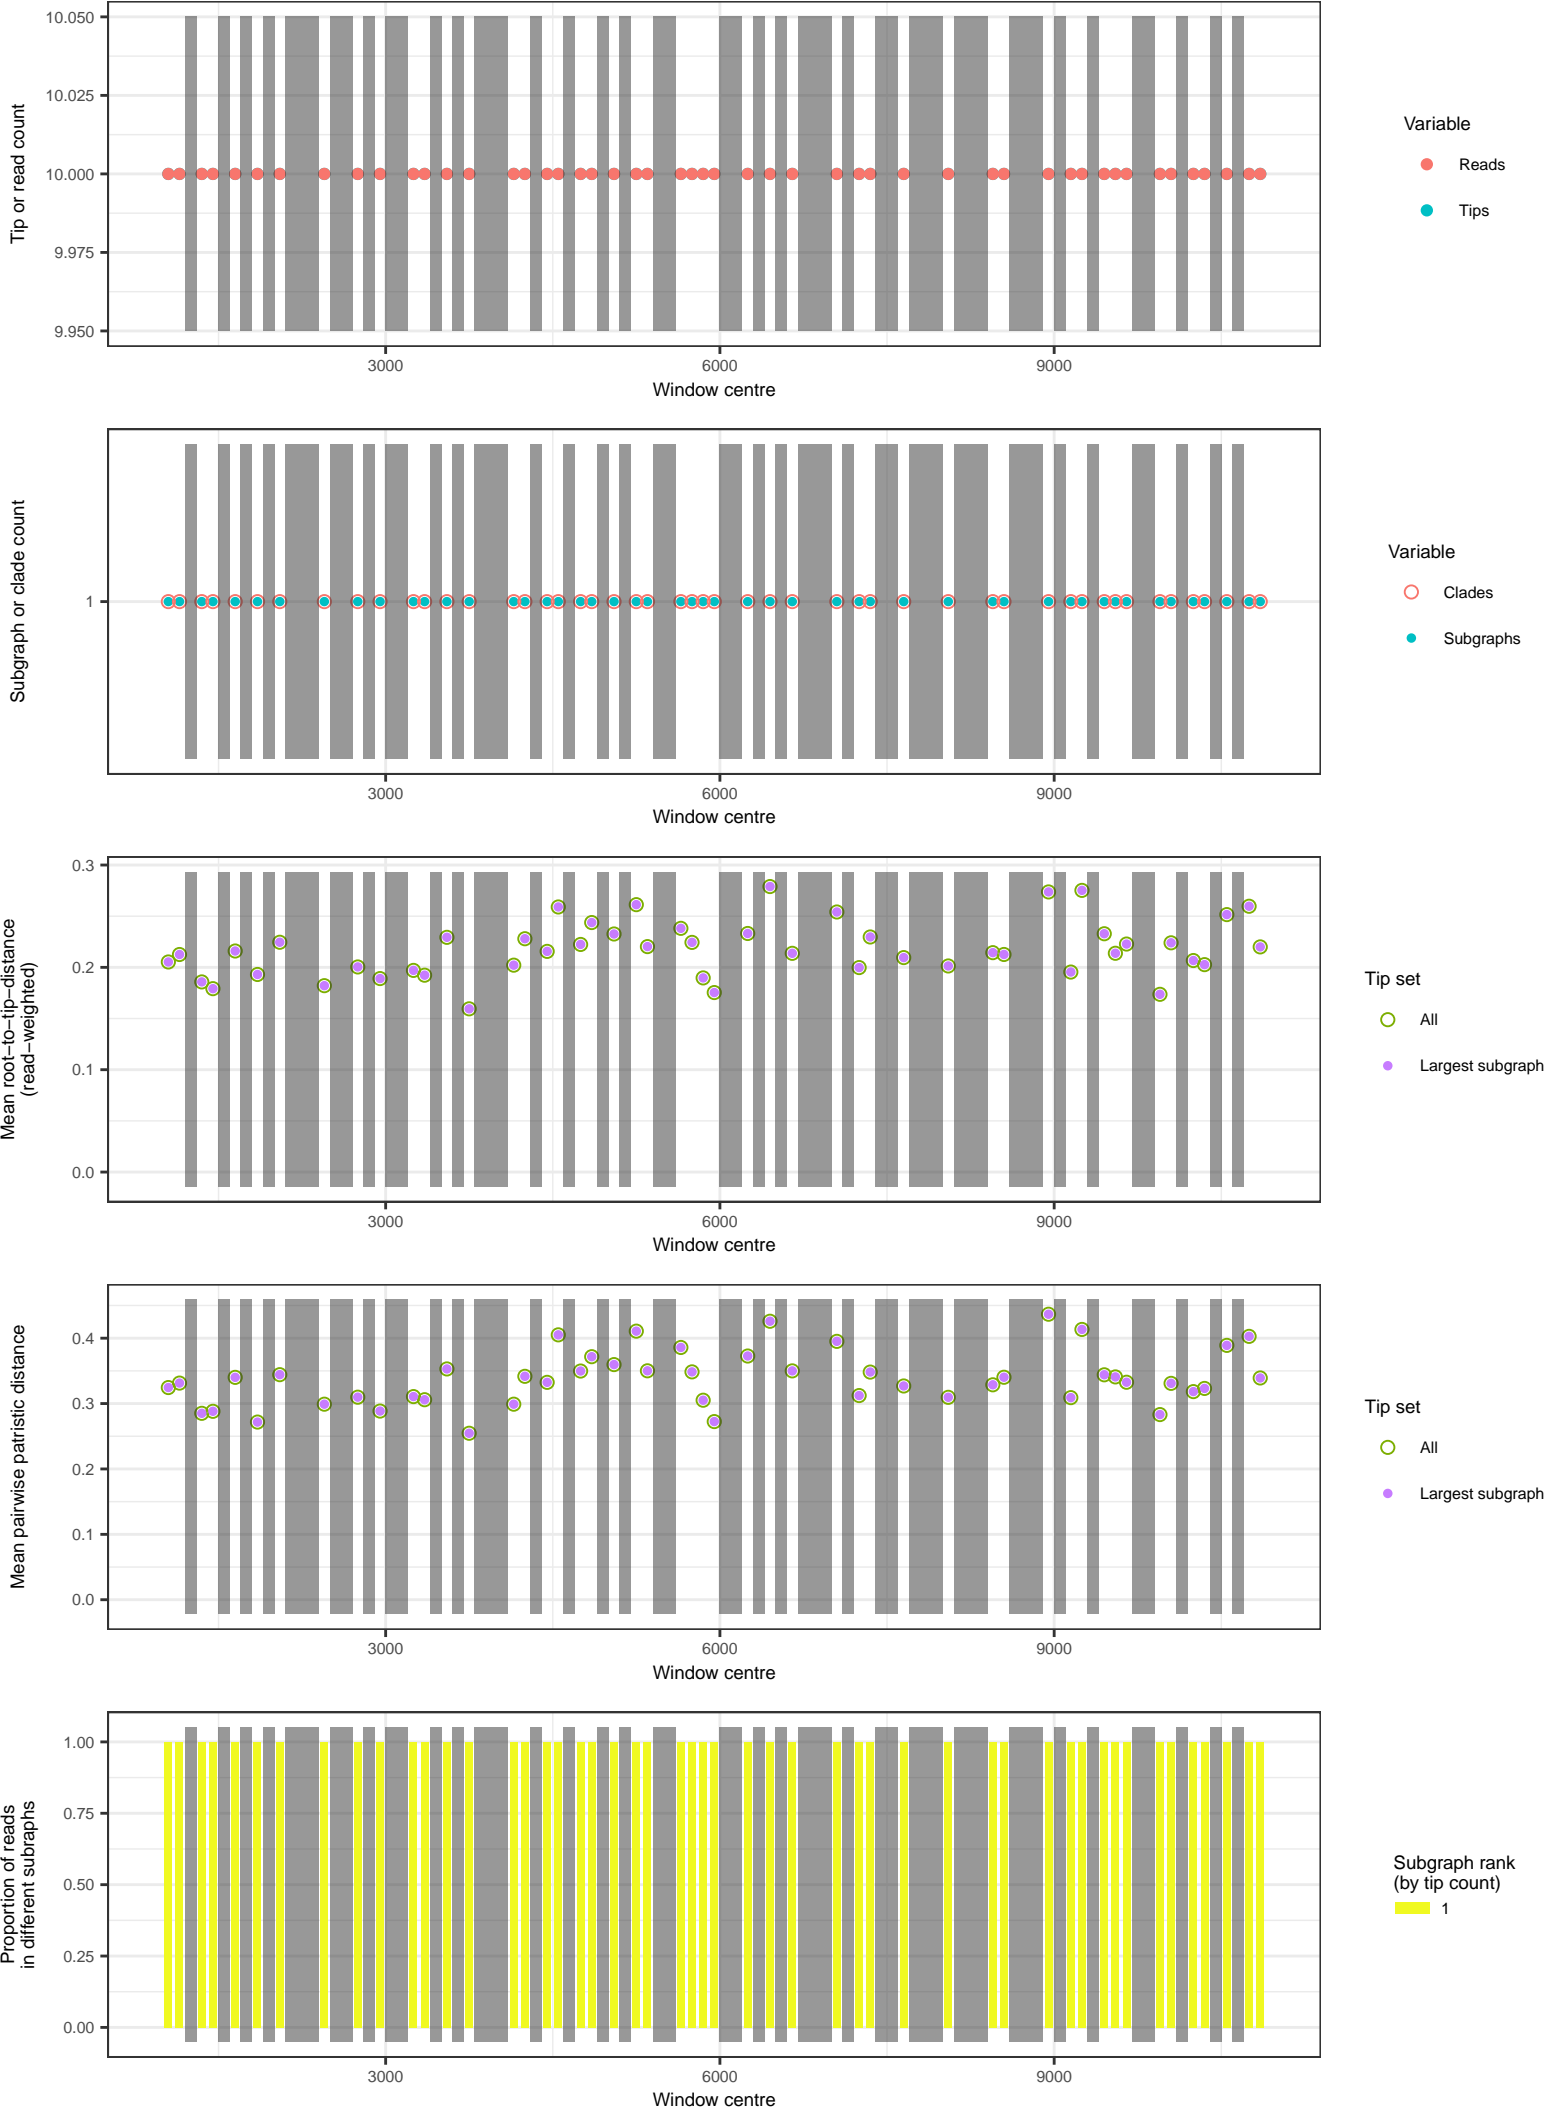 10.050
10.025
10.000
9.975
9.950
Tip or read count
3000 6000 9000
Window centre
Variable
Reads
Tips
1
Subgraph or clade count
3000 6000 9000
Window centre
Variable
Clades
Subgraphs
0.3
0.2
0.1
0.0
Mean root−to−tip−distance
(read−weighted)
3000 6000 9000
Window centre
Tip set
All
Largest subgraph
0.4
0.3
0.2
0.1
0.0
Mean pairwise patristic distance
3000 6000 9000
Window centre
Tip set
All
Largest subgraph
1.00
0.75
0.50
0.25
0.00
Proportion of reads
in different subraphs
3000 6000 9000
Window centre
Subgraph rank
(by tip count)
1